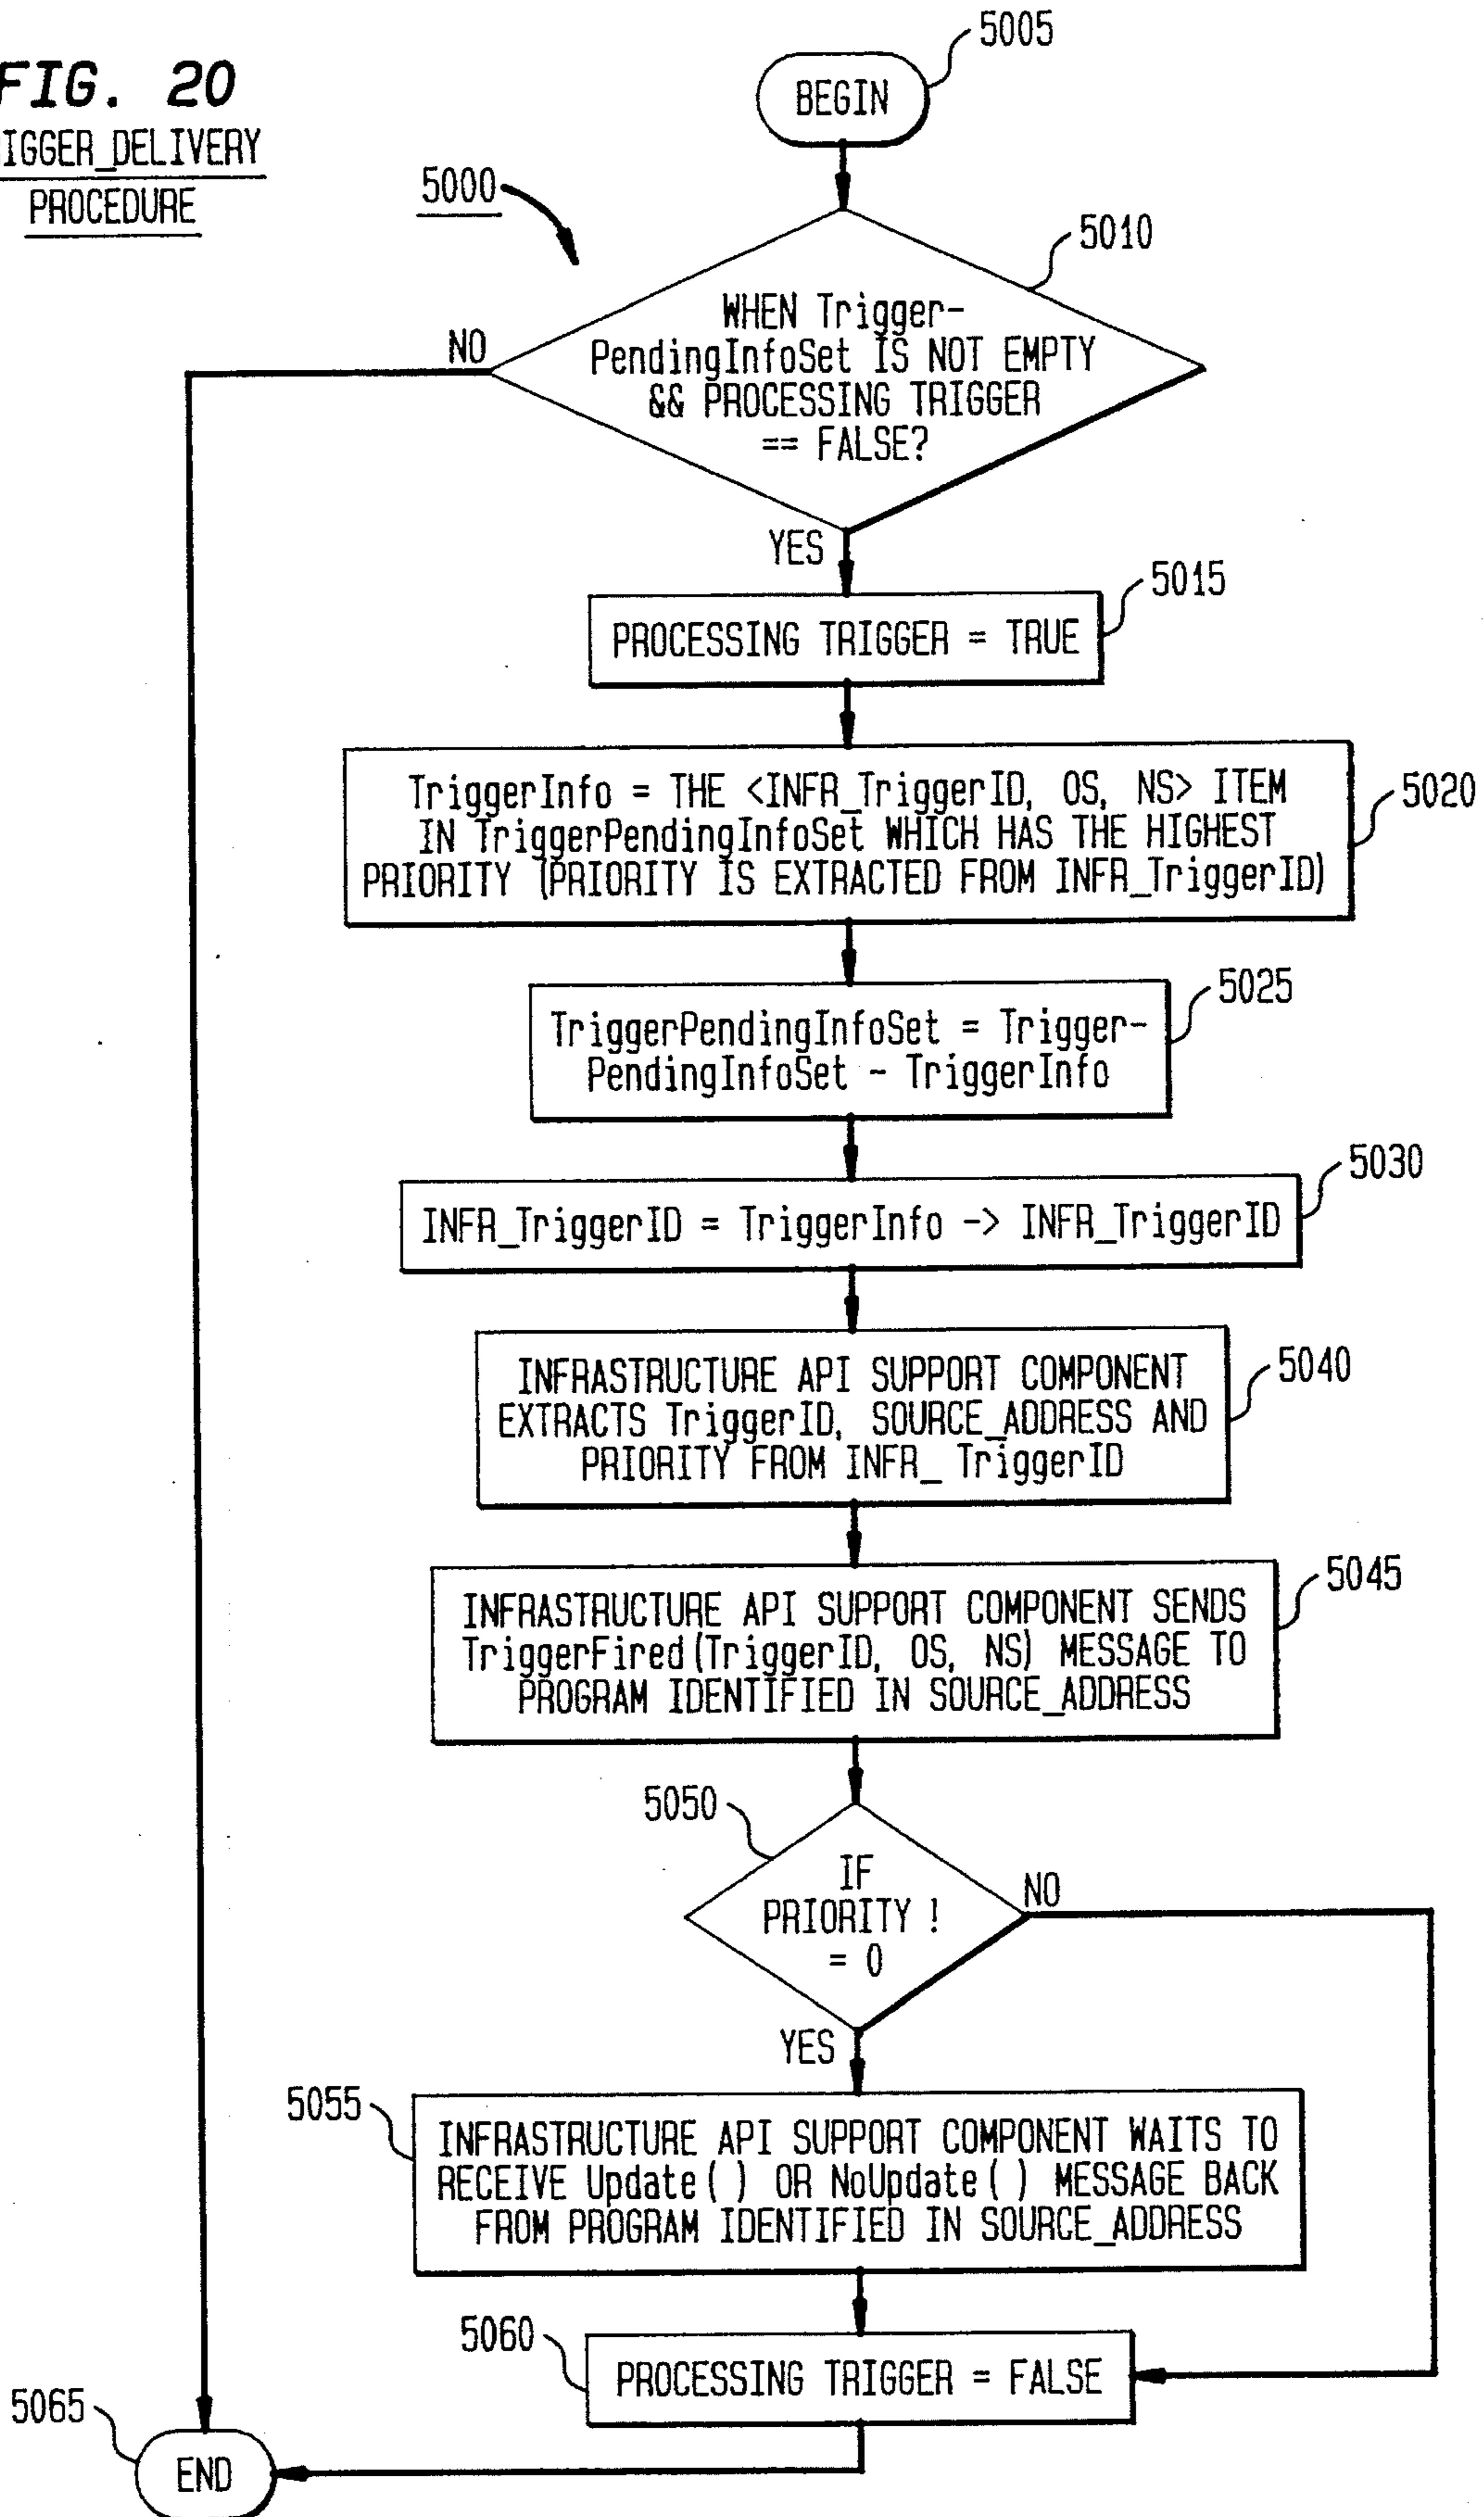 FIG. 20
IGGER_DELIVERY
PROCEDURE
5000
5005
BEGIN
5010
WHEN Trigger-
PendingInfoSet IS NOT EMPTY
&& PROCESSING TRIGGER
== FALSE?
NO
YES
5015
PROCESSING TRIGGER = TRUE
5020
TriggerInfo = THE <INFR_TriggerID, OS, NS> ITEM
IN TriggerPendingInfoSet WHICH HAS THE HIGHEST
PRIORITY (PRIORITY IS EXTRACTED FROM INFR_TriggerID)
5025
TriggerPendingInfoSet = Trigger-
PendingInfoSet - TriggerInfo
5030
INFR_TriggerID = TriggerInfo -> INFR_TriggerID
5040
INFRASTRUCTURE API SUPPORT COMPONENT
EXTRACTS TriggerID, SOURCE_ADDRESS AND
PRIORITY FROM INFR_ TriggerID
5045
INFRASTRUCTURE API SUPPORT COMPONENT SENDS
TriggerFired(TriggerID, OS, NS) MESSAGE TO
PROGRAM IDENTIFIED IN SOURCE_ADDRESS
5050
IF
PRIORITY !
= 0
NO
YES
5055
INFRASTRUCTURE API SUPPORT COMPONENT WAITS TO
RECEIVE Update( ) OR NoUpdate( ) MESSAGE BACK
FROM PROGRAM IDENTIFIED IN SOURCE_ADDRESS
5060
PROCESSING TRIGGER = FALSE
5065
END